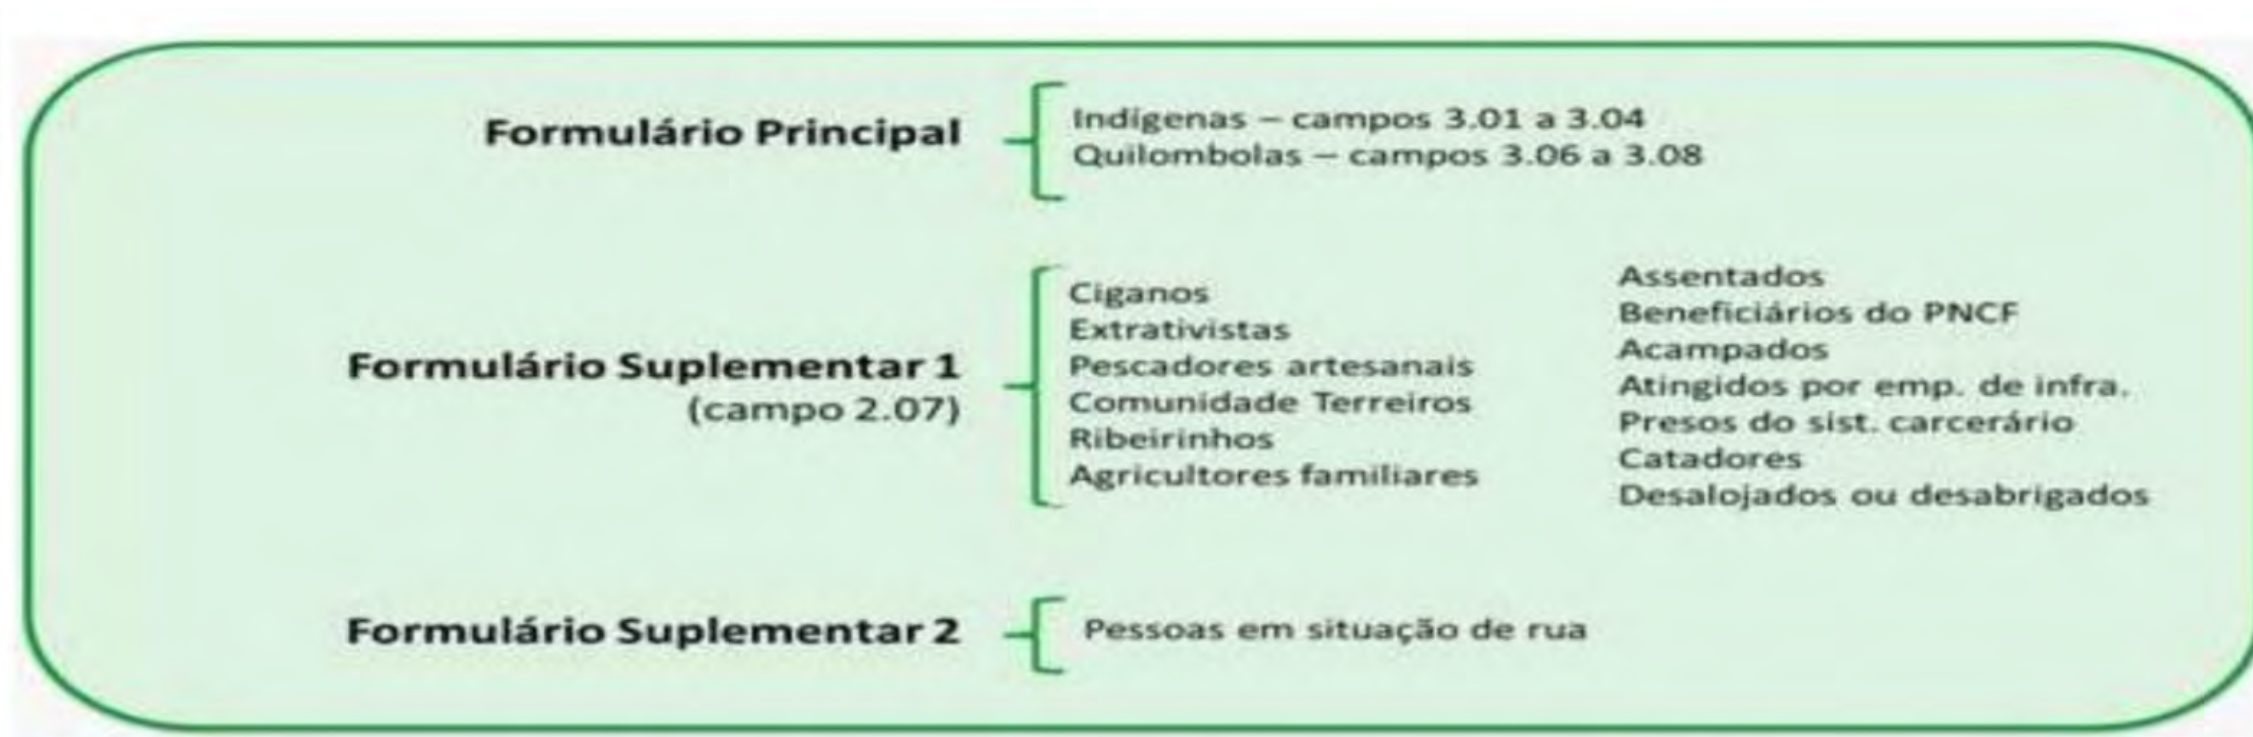 Formulário Principal
Indígenas – campos 3.01 a 3.04
Quilombolas – campos 3.06 a 3.08
Formulário Suplementar 1
(campo 2.07)
Ciganos
Extrativistas
Pescadores artesanais
Comunidade Terreiros
Ribeirinhos
Agricultores familiares
Assentados
Beneficiários do PNCF
Acampados
Atingidos por emp. de infra.
Presos do sist. carcerário
Catadores
Desalojados ou desabrigados
Formulário Suplementar 2
Pessoas em situação de rua